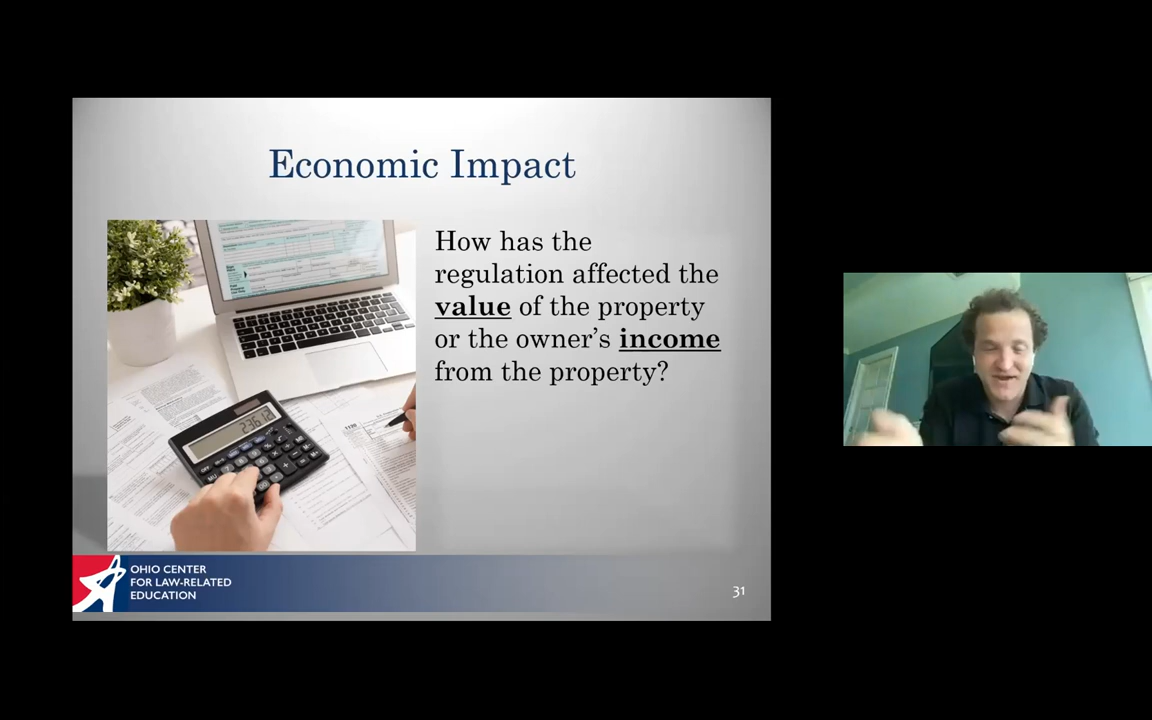 Economic Impact
How has the
regulation affected the
value of the property
or the owner's income
from the property?
OHIO CENTER
FOR LAW-RELATED
EDUCATION
31